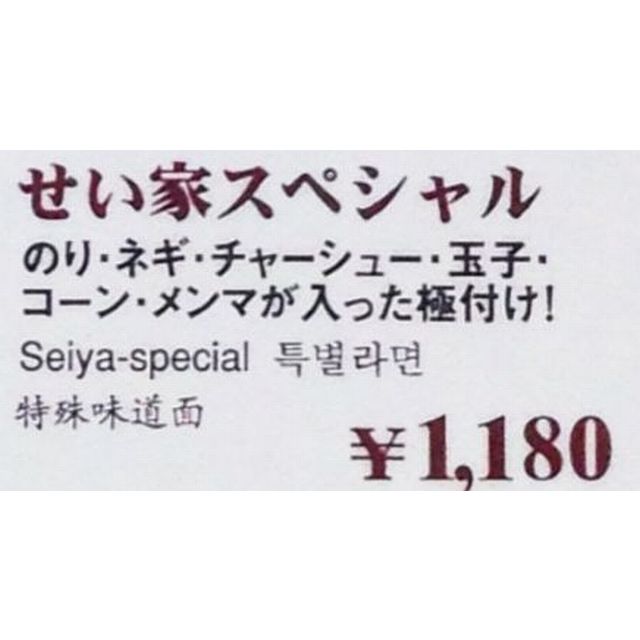 せい家スペシャル
のり・ネギ・チャーシュー・玉子・
コーン・メンマが入った極付け!
Seiya-special 특별라면
特殊味道面
¥1,180